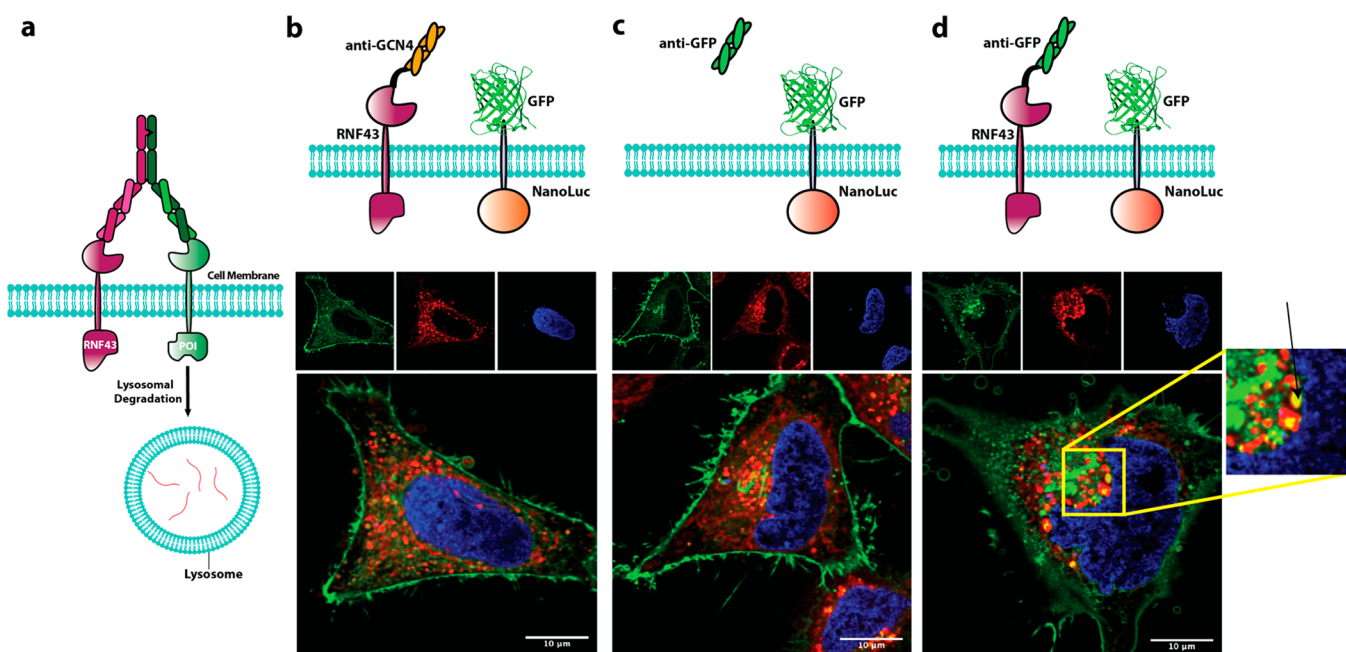 a
RNF43
POI
Cell Membrane
Lysosomal
Degradation
Lysosome
b
anti-GCN4
GFP
RNF43
NanoLuc
10 µm
c
anti-GFP
GFP
NanoLuc
10 µm
d
anti-GFP
GFP
RNF43
NanoLuc
10 µm